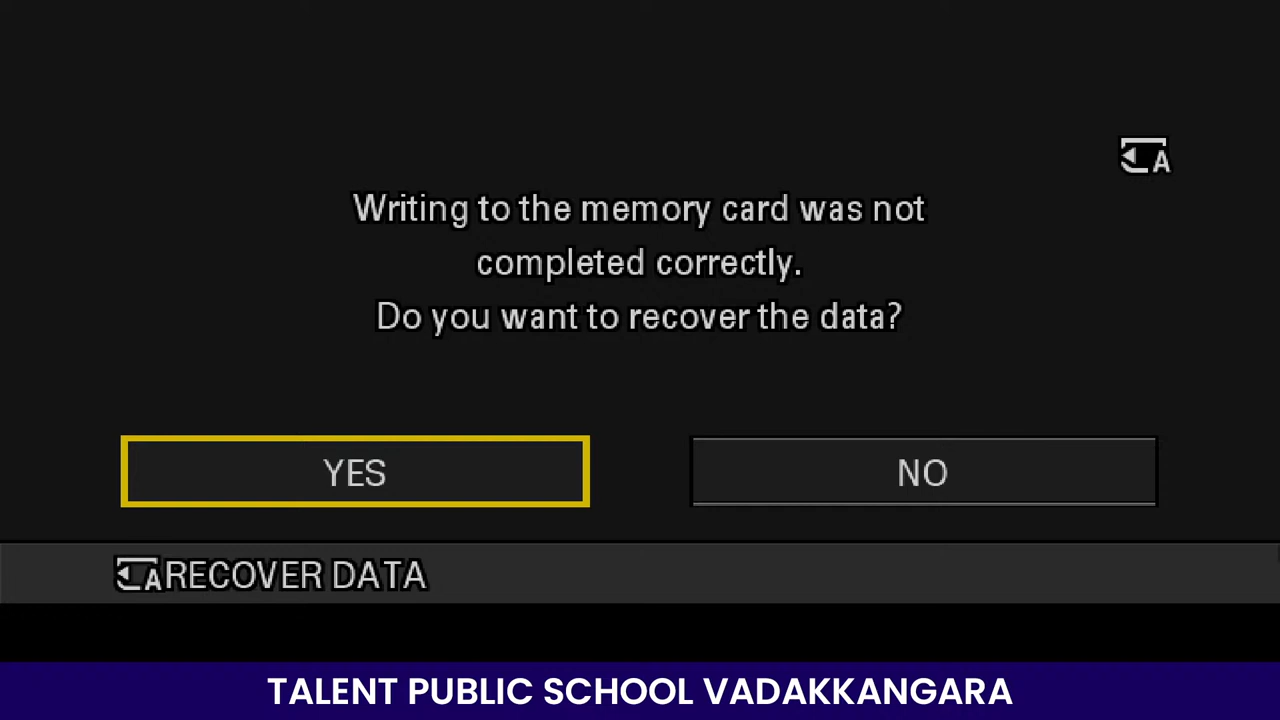 A
Writing to the memory card was not
completed correctly.
Do you want to recover the data?
YES
NO
A RECOVER DATA
TALENT PUBLIC SCHOOL VADAKKANGARA